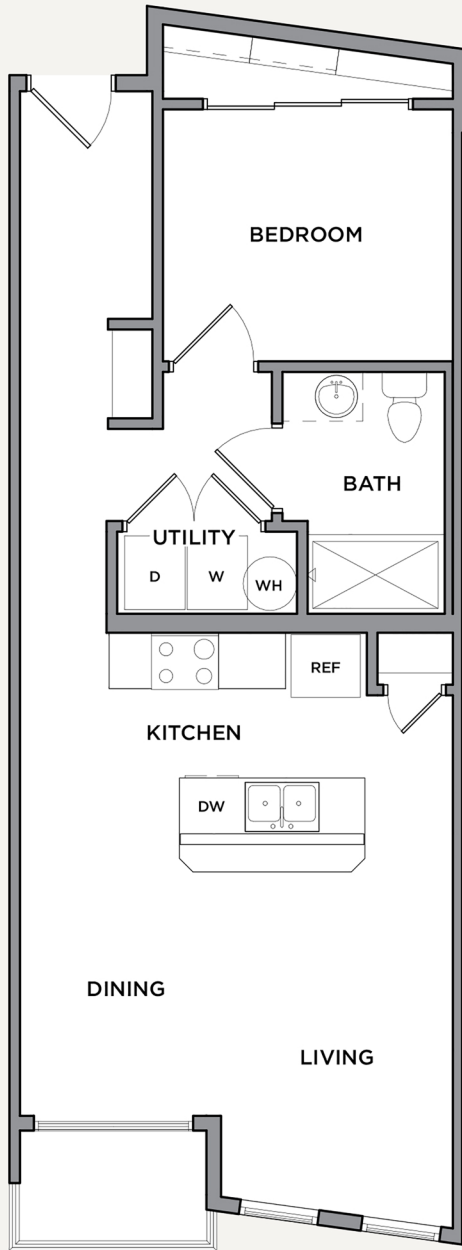 BEDROOM
BATH
UTILITY
D
W
WH
REF
KITCHEN
DW
DINING
LIVING